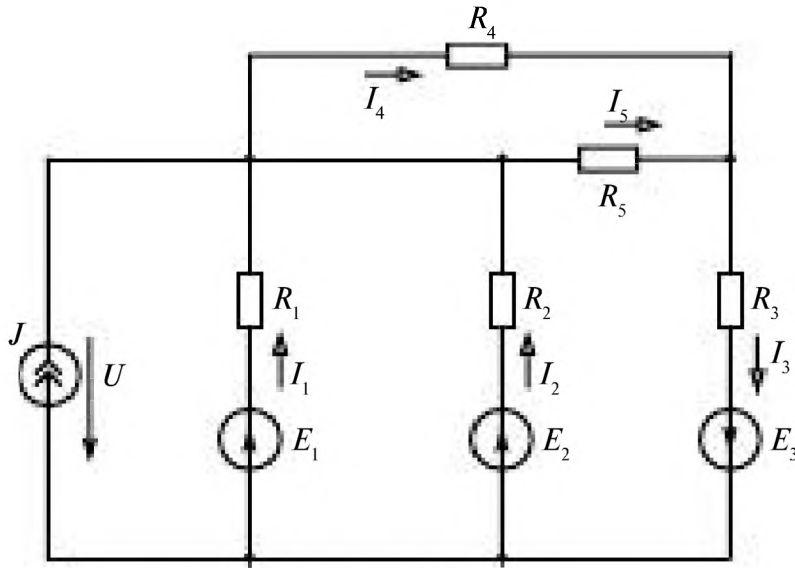 R₄
I₄
I₅
R₅
R₁
R₂
R₃
J
U
I₁
I₂
I₃
E₁
E₂
E₃